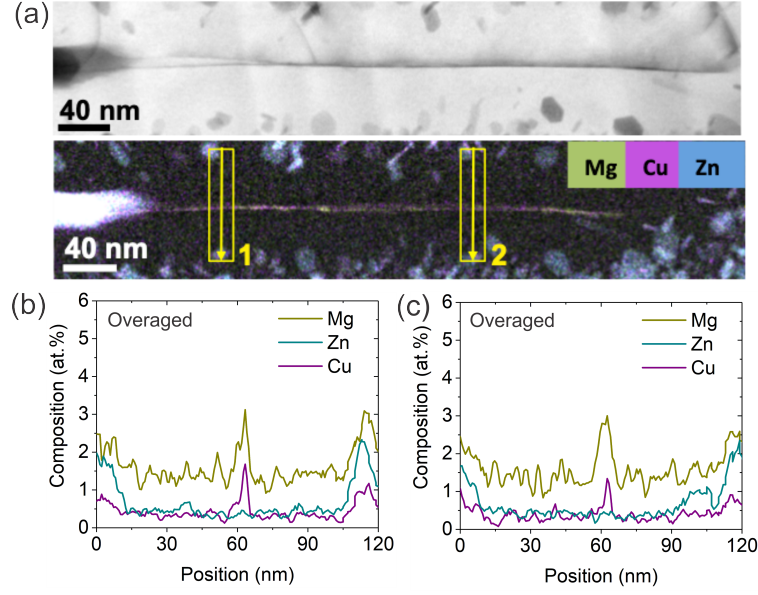 (a)
40 nm
Mg Cu Zn
40 nm
1
2
(b)
6
5
4
3
2
1
0
Composition (at.%)
Overaged
Mg
Zn
Cu
0 30 60 90 120
Position (nm)
(c)
6
5
4
3
2
1
0
Composition (at.%)
Overaged
Mg
Zn
Cu
0 30 60 90 120
Position (nm)